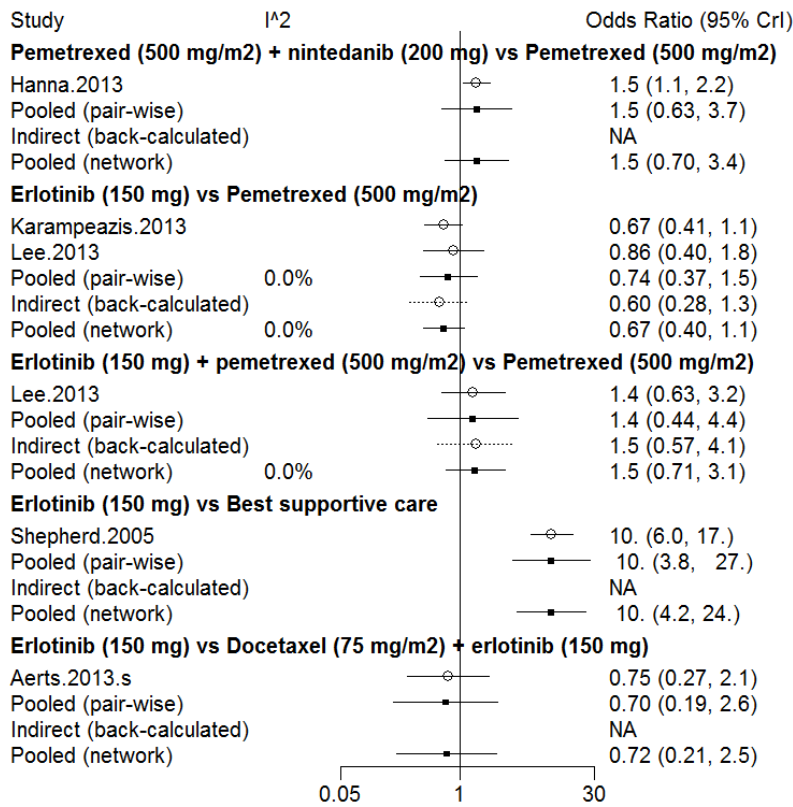 Study I^2 Odds Ratio (95% CrI)
Pemetrexed (500 mg/m2) + nintedanib (200 mg) vs Pemetrexed (500 mg/m2)
Hanna.2013 1.5 (1.1, 2.2)
Pooled (pair-wise) 1.5 (0.63, 3.7)
Indirect (back-calculated) NA
Pooled (network) 1.5 (0.70, 3.4)
Erlotinib (150 mg) vs Pemetrexed (500 mg/m2)
Karampeazis.2013 0.67 (0.41, 1.1)
Lee.2013 0.86 (0.40, 1.8)
Pooled (pair-wise) 0.0% 0.74 (0.37, 1.5)
Indirect (back-calculated) 0.60 (0.28, 1.3)
Pooled (network) 0.0% 0.67 (0.40, 1.1)
Erlotinib (150 mg) + pemetrexed (500 mg/m2) vs Pemetrexed (500 mg/m2)
Lee.2013 1.4 (0.63, 3.2)
Pooled (pair-wise) 1.4 (0.44, 4.4)
Indirect (back-calculated) 1.5 (0.57, 4.1)
Pooled (network) 0.0% 1.5 (0.71, 3.1)
Erlotinib (150 mg) vs Best supportive care
Shepherd.2005 10. (6.0, 17.)
Pooled (pair-wise) 10. (3.8, 27.)
Indirect (back-calculated) NA
Pooled (network) 10. (4.2, 24.)
Erlotinib (150 mg) vs Docetaxel (75 mg/m2) + erlotinib (150 mg)
Aerts.2013.s 0.75 (0.27, 2.1)
Pooled (pair-wise) 0.70 (0.19, 2.6)
Indirect (back-calculated) NA
Pooled (network) 0.72 (0.21, 2.5)
0.05 1 30